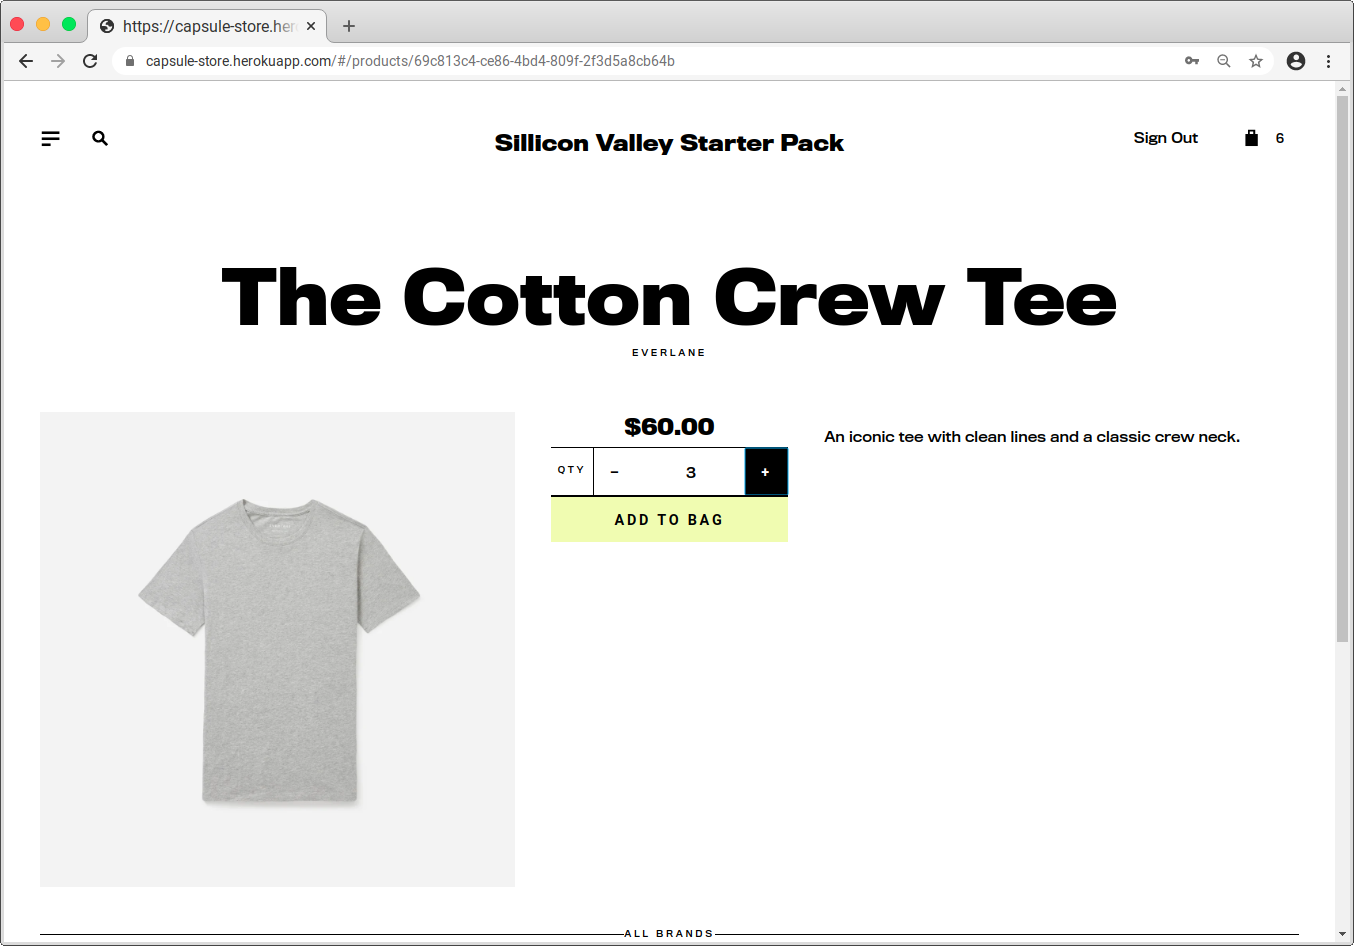 https://capsule-store.her
capsule-store.herokuapp.com/#/products/69c813c4-ce86-4bd4-809f-2f3d5a8cb64b
Sillicon Valley Starter Pack
Sign Out
6
The Cotton Crew Tee
EVERLANE
$60.00
An iconic tee with clean lines and a classic crew neck.
QTY − 3 +
ADD TO BAG
ALL BRANDS